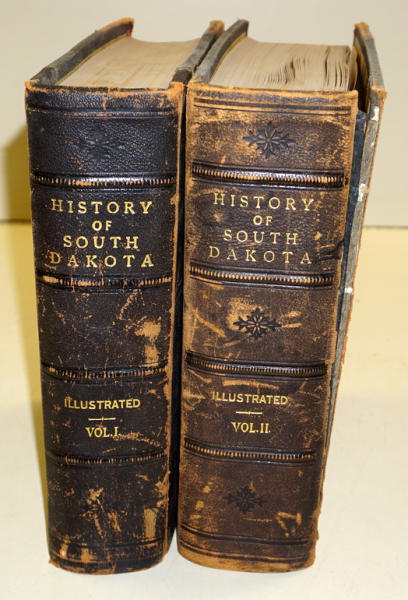 HISTORY
OF
SOUTH
DAKOTA
ILLUSTRATED
VOL. I.
HISTORY
OF
SOUTH
DAKOTA
ILLUSTRATED
VOL. II.